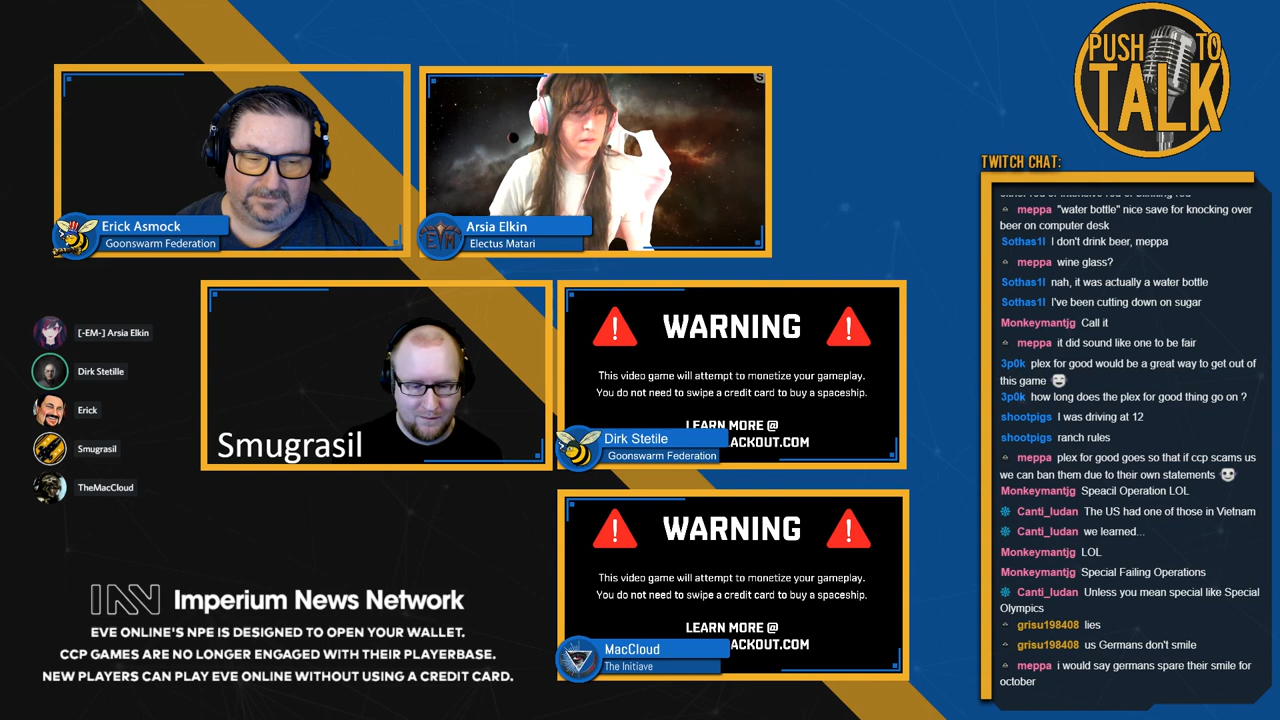 PUSH TO
TALK
TWITCH CHAT:
S
Erick Asmock
Goonswarm Federation
EVM
Arsia Elkin
Electus Matari
[-EM-] Arsia Elkin
Dirk Stetille
Erick
Smugrasil
TheMacCloud
Smugrasil
WARNING
This video game will attempt to monetize your gameplay.
You do not need to swipe a credit card to buy a spaceship.
LEARN MORE @
ACKOUT.COM
Dirk Stetile
Goonswarm Federation
WARNING
This video game will attempt to monetize your gameplay.
You do not need to swipe a credit card to buy a spaceship.
LEARN MORE @
ACKOUT.COM
MacCloud
The Initiave
INN Imperium News Network
EVE ONLINE'S NPE IS DESIGNED TO OPEN YOUR WALLET.
CCP GAMES ARE NO LONGER ENGAGED WITH THEIR PLAYERBASE.
NEW PLAYERS CAN PLAY EVE ONLINE WITHOUT USING A CREDIT CARD.
meppa "water bottle" nice save for knocking over
beer on computer desk
Sothas1l I don't drink beer, meppa
meppa wine glass?
Sothas1l nah, it was actually a water bottle
Sothas1l I've been cutting down on sugar
Monkeymantjg Call it
meppa it did sound like one to be fair
3p0k plex for good would be a great way to get out of
this game
3p0k how long does the plex for good thing go on ?
shootpigs I was driving at 12
shootpigs ranch rules
meppa plex for good goes so that if ccp scams us
we can ban them due to their own statements
Monkeymantjg Speacil Operation LOL
Canti_ludan The US had one of those in Vietnam
Canti_ludan we learned...
Monkeymantjg LOL
Monkeymantjg Special Failing Operations
Canti_ludan Unless you mean special like Special
Olympics
grisu198408 lies
grisu198408 us Germans don't smile
meppa i would say germans spare their smile for
october